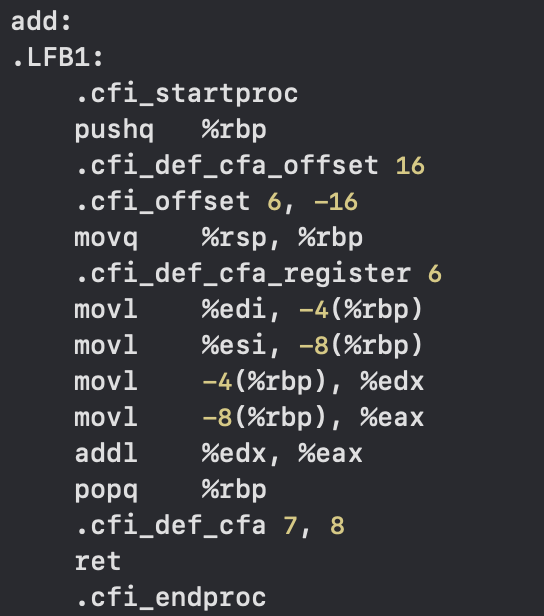 add:
.LFB1:
    .cfi_startproc
    pushq   %rbp
    .cfi_def_cfa_offset 16
    .cfi_offset 6, -16
    movq    %rsp, %rbp
    .cfi_def_cfa_register 6
    movl    %edi, -4(%rbp)
    movl    %esi, -8(%rbp)
    movl    -4(%rbp), %edx
    movl    -8(%rbp), %eax
    addl    %edx, %eax
    popq    %rbp
    .cfi_def_cfa 7, 8
    ret
    .cfi_endproc